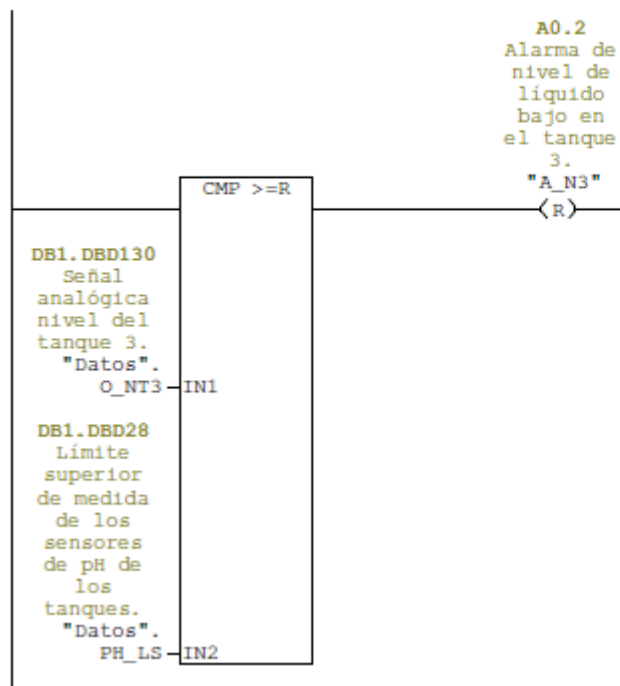 A0.2
Alarma de
nivel de
líquido
bajo en
el tanque
3.
"A_N3"
CMP >=R
R
DB1.DBD130
Señal
analógica
nivel del
tanque 3.
"Datos".
O_NT3
IN1
DB1.DBD28
Límite
superior
de medida
de los
sensores
de pH de
los
tanques.
"Datos".
PH_LS
IN2